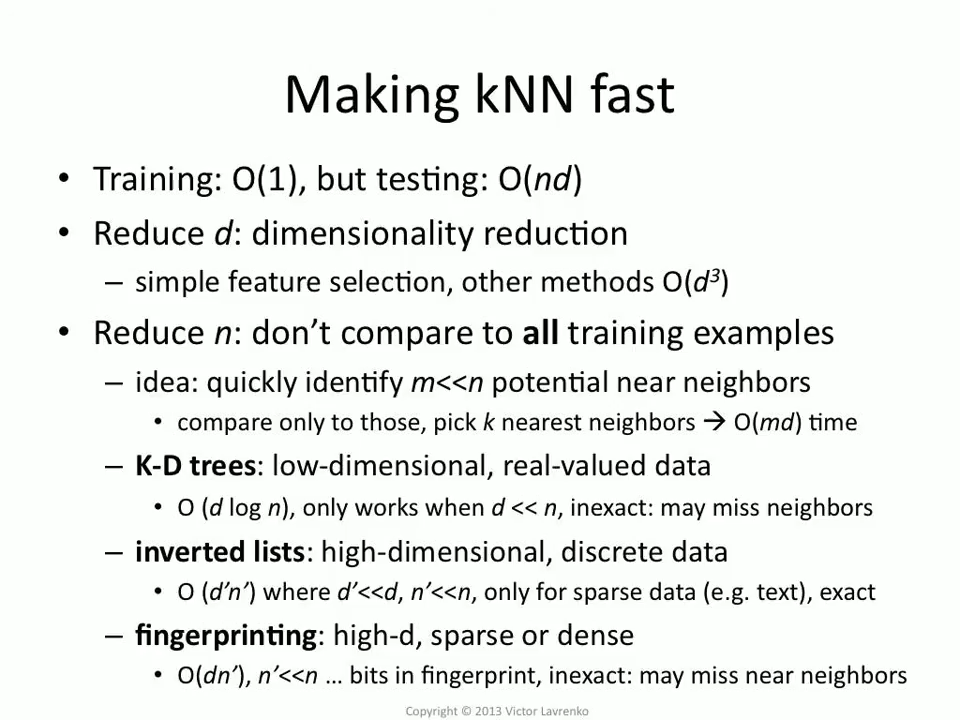 Making kNN fast
• Training: O(1), but testing: O(nd)
• Reduce d: dimensionality reduction
– simple feature selection, other methods O(d³)
• Reduce n: don’t compare to all training examples
– idea: quickly identify m<<n potential near neighbors
• compare only to those, pick k nearest neighbors → O(md) time
– K-D trees: low-dimensional, real-valued data
• O (d log n), only works when d << n, inexact: may miss neighbors
– inverted lists: high-dimensional, discrete data
• O (d’n’) where d’<<d, n’<<n, only for sparse data (e.g. text), exact
– fingerprinting: high-d, sparse or dense
• O(dn’), n’<<n … bits in fingerprint, inexact: may miss near neighbors
Copyright © 2013 Victor Lavrenko